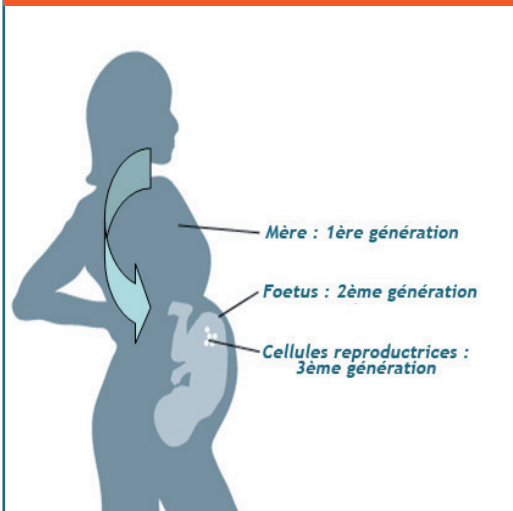 Mère : 1ère génération
Foetus : 2ème génération
Cellules reproductrices :
3ème génération